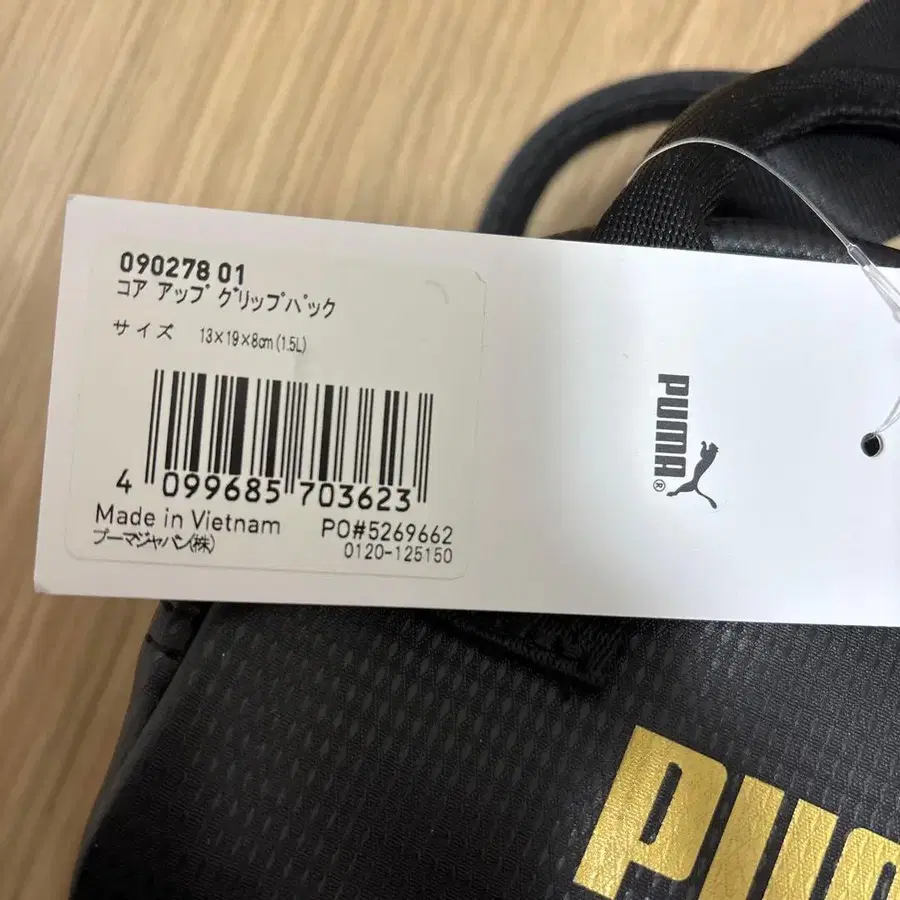 090278 01
コア アップ グリップパック
サイズ 13×19×8cm(1.5L)
4 099685 703623
Made in Vietnam PO#5269662
プーマジャパン(株) 0120-125150
PUMA®
PU